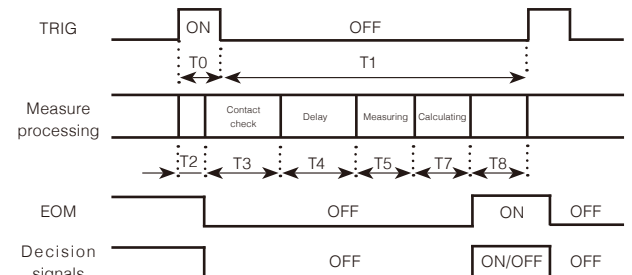 TRIG
ON
OFF
T0
T1
Measure
processing
Contact
check
Delay
Measuring
Calculating
T2
T3
T4
T5
T7
T8
EOM
OFF
ON
OFF
Decision
signals
OFF
ON/OFF
OFF